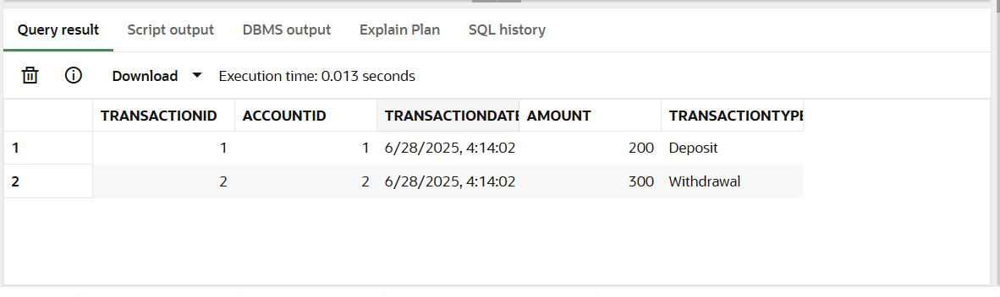 Query result Script output DBMS output Explain Plan SQL history
Download Execution time: 0.013 seconds
TRANSACTIONID ACCOUNTID TRANSACTIONDATE AMOUNT TRANSACTIONTYPE
1 1 1 6/28/2025, 4:14:02 200 Deposit
2 2 2 6/28/2025, 4:14:02 300 Withdrawal